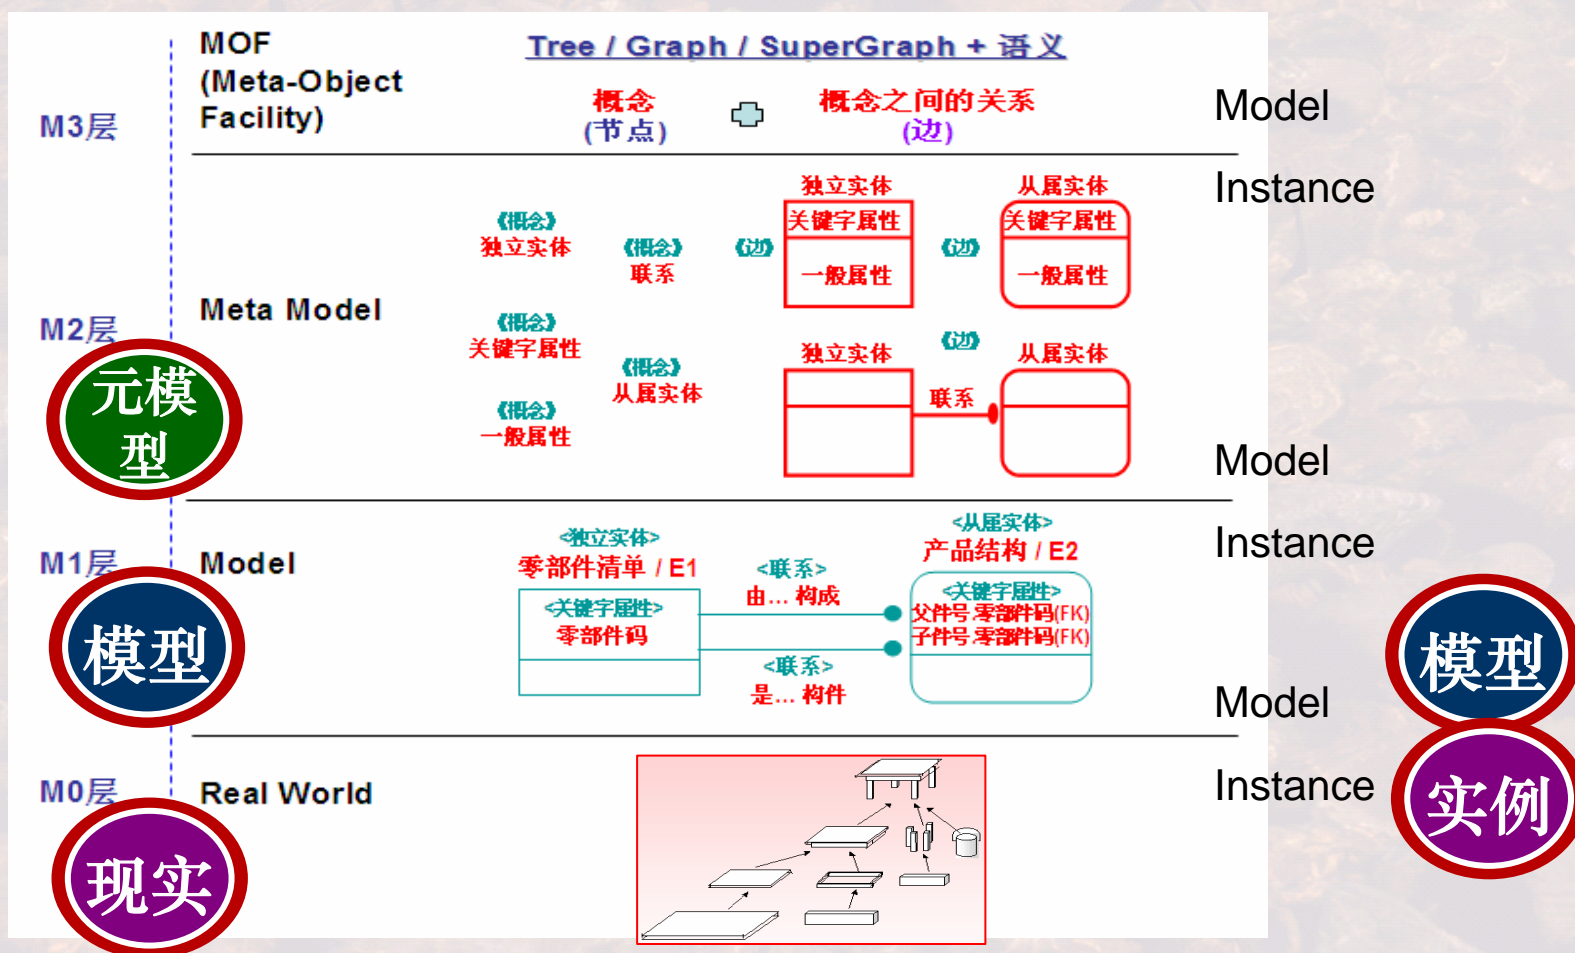 MOF
(Meta-Object
Facility)
M3层
Tree / Graph / SuperGraph + 语义
概念
(节点)
概念之间的关系
(边)
Model
Instance
M2层
Meta Model
元模
型
《概念》
独立实体
《概念》
联系
《概念》
关键字属性
《概念》
从属实体
《概念》
一般属性
《边》
独立实体
关键字属性
一般属性
《边》
从属实体
关键字属性
一般属性
《边》
独立实体
联系
从属实体
Model
Instance
M1层
Model
模型
<独立实体>
零部件清单 / E1
<关键字属性>
零部件码
<联系>
由... 构成
<联系>
是... 构件
<从属实体>
产品结构 / E2
<关键字属性>
父件号.零部件码(FK)
子件号.零部件码(FK)
Model
模型
Instance
实例
M0层
Real World
现实